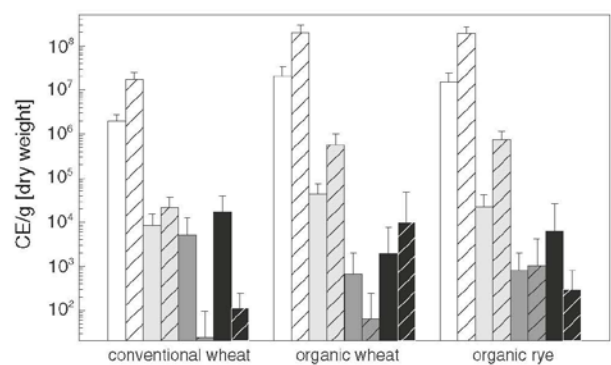 CE/g [dry weight]
10⁸
10⁷
10⁶
10⁵
10⁴
10³
10²
conventional wheat
organic wheat
organic rye